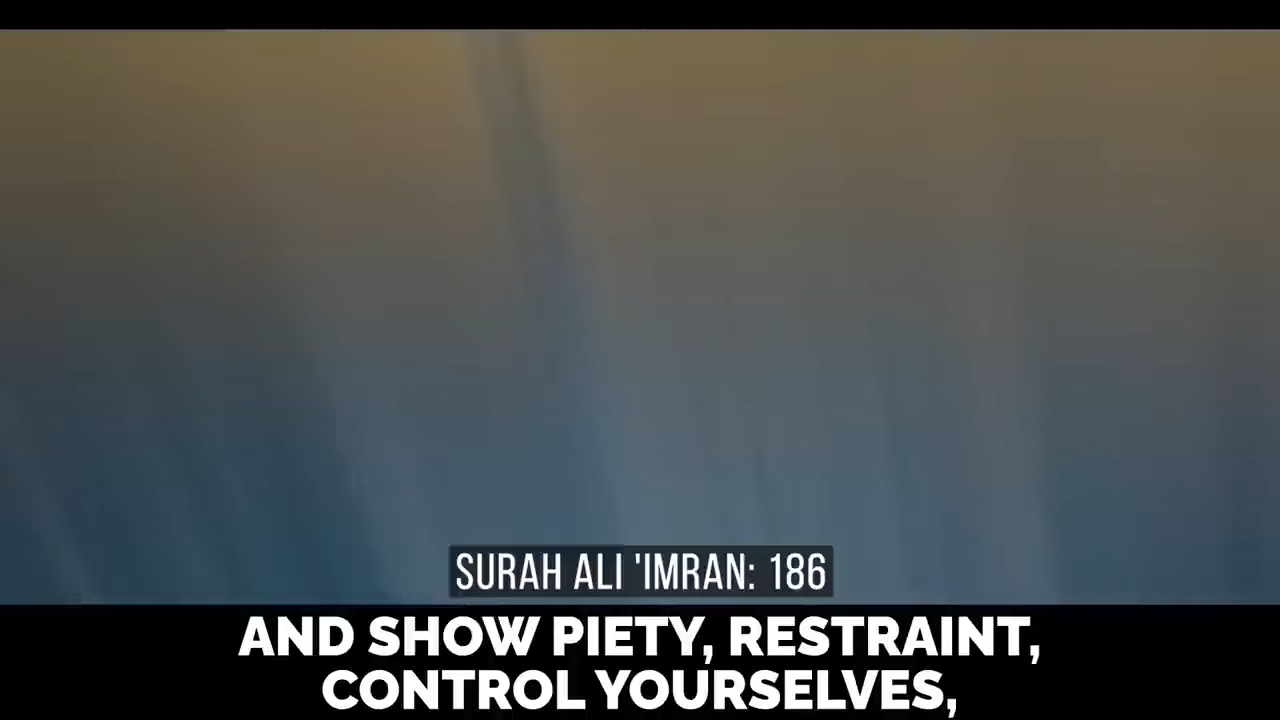 SURAH ALI 'IMRAN: 186
AND SHOW PIETY, RESTRAINT,
CONTROL YOURSELVES,